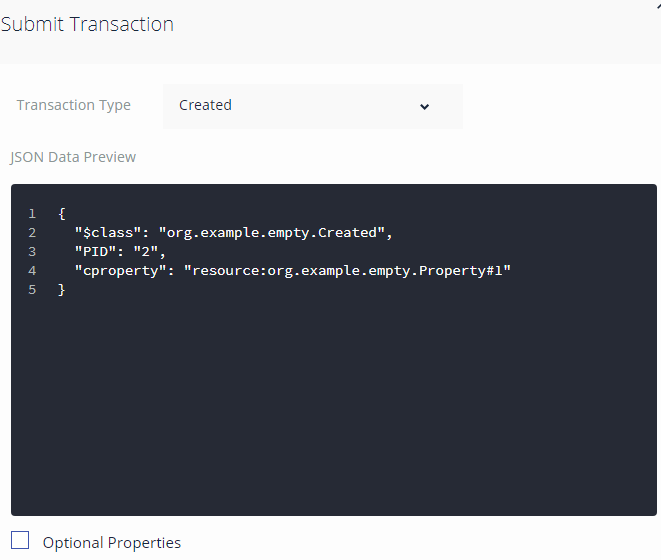 Submit Transaction
Transaction Type
Created
JSON Data Preview
1 {
2 "$class": "org.example.empty.Created",
3 "PID": "2",
4 "cproperty": "resource:org.example.empty.Property#1"
5 }
Optional Properties